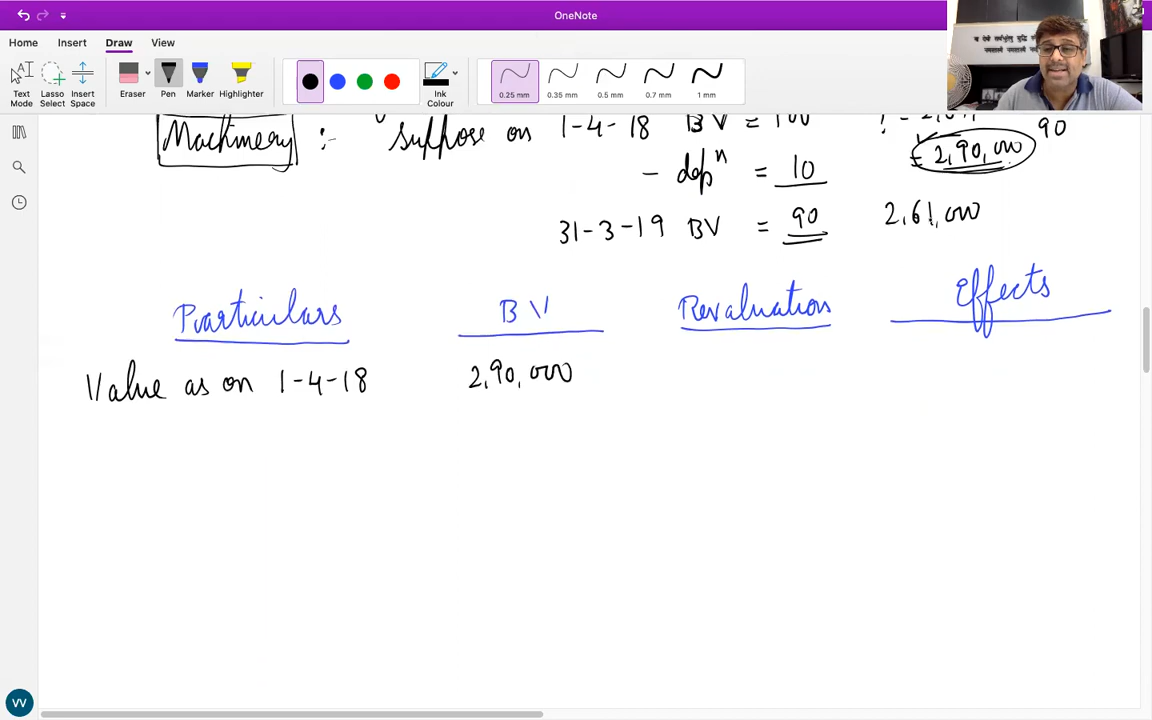 OneNote
Home Insert Draw View
Text Mode Lasso Select Insert Space Eraser Pen Marker Highlighter Ink Colour 0.25 mm 0.35 mm 0.5 mm 0.7 mm 1 mm
Machinery :- Suppose on 1-4-18 BV = 100
90
= 2,90,000
- depn = 10
31-3-19 BV = 90 2,61,000
Particulars BV Revaluation Effects
Value as on 1-4-18 2,90,000
VV